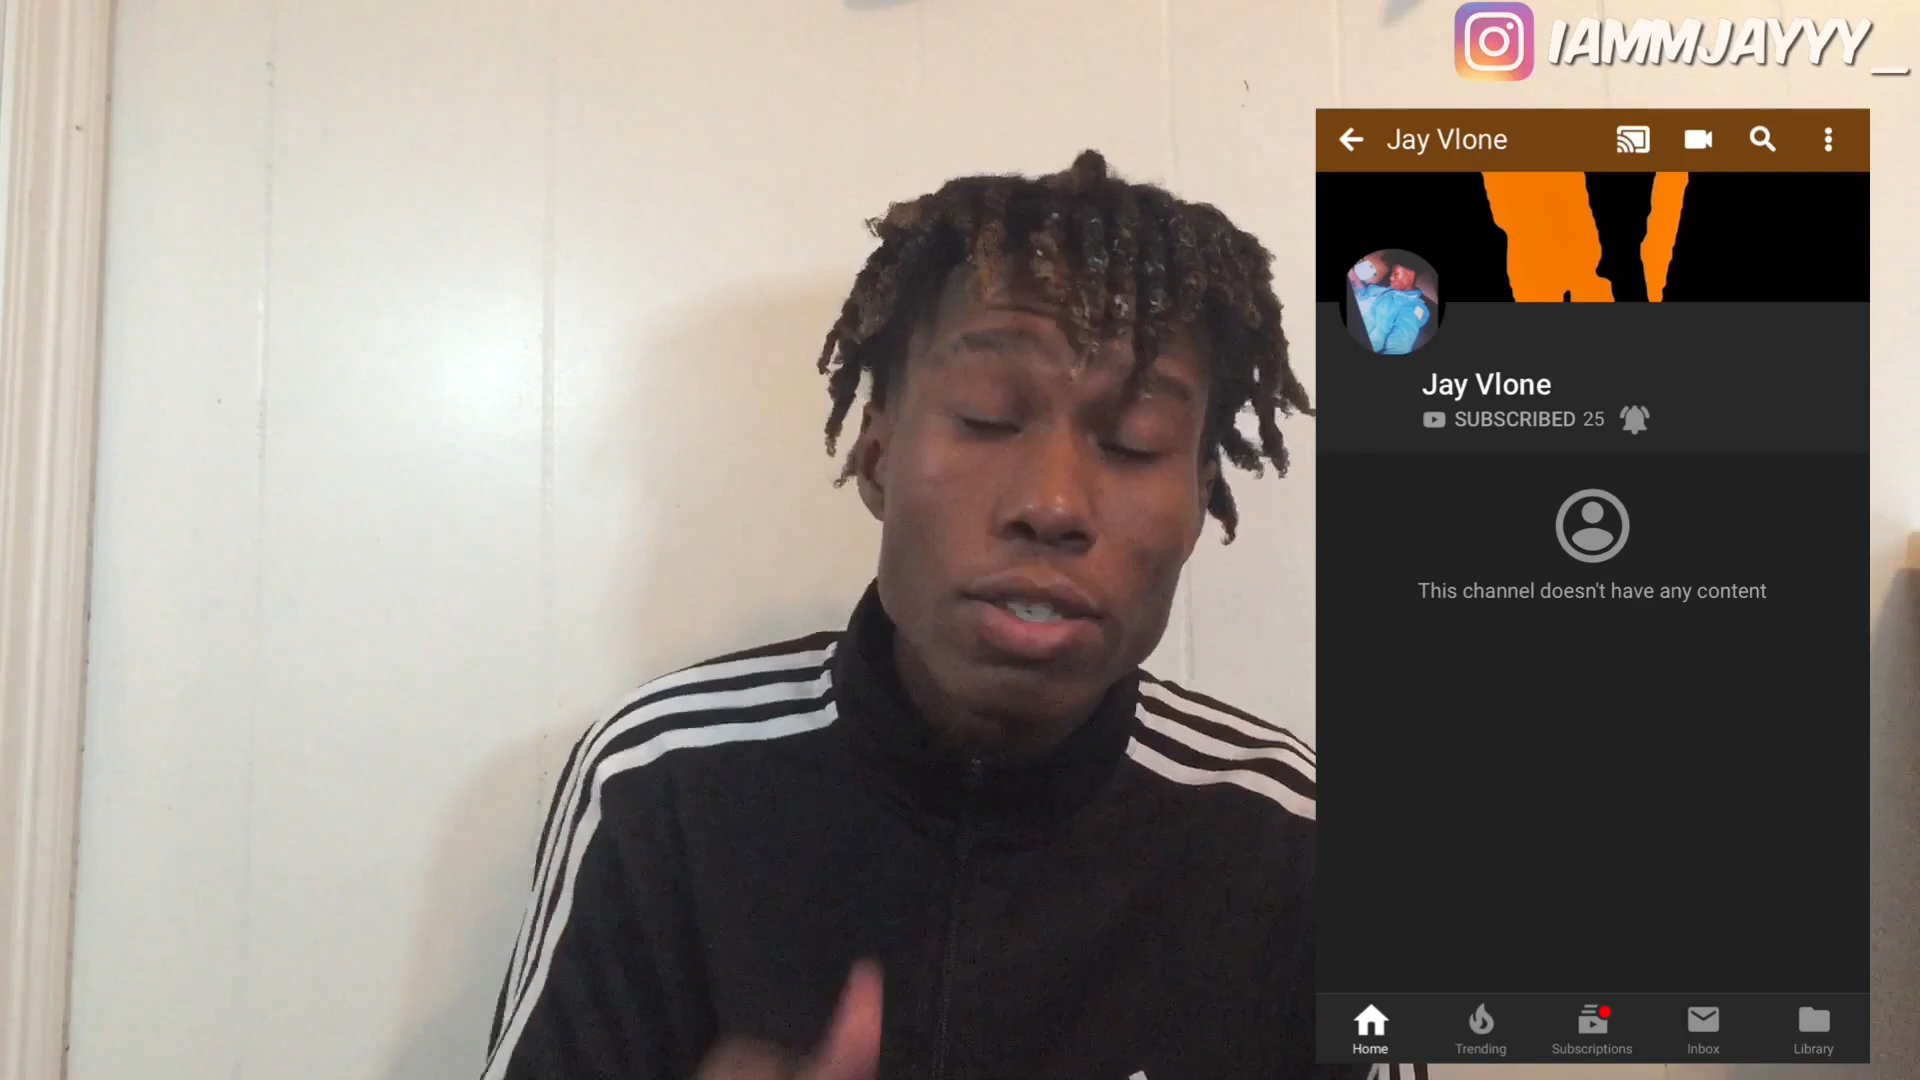 IAMMJAYYY_
Jay Vlone
Jay Vlone
SUBSCRIBED 25
This channel doesn't have any content
Home
Trending
Subscriptions
Inbox
Library